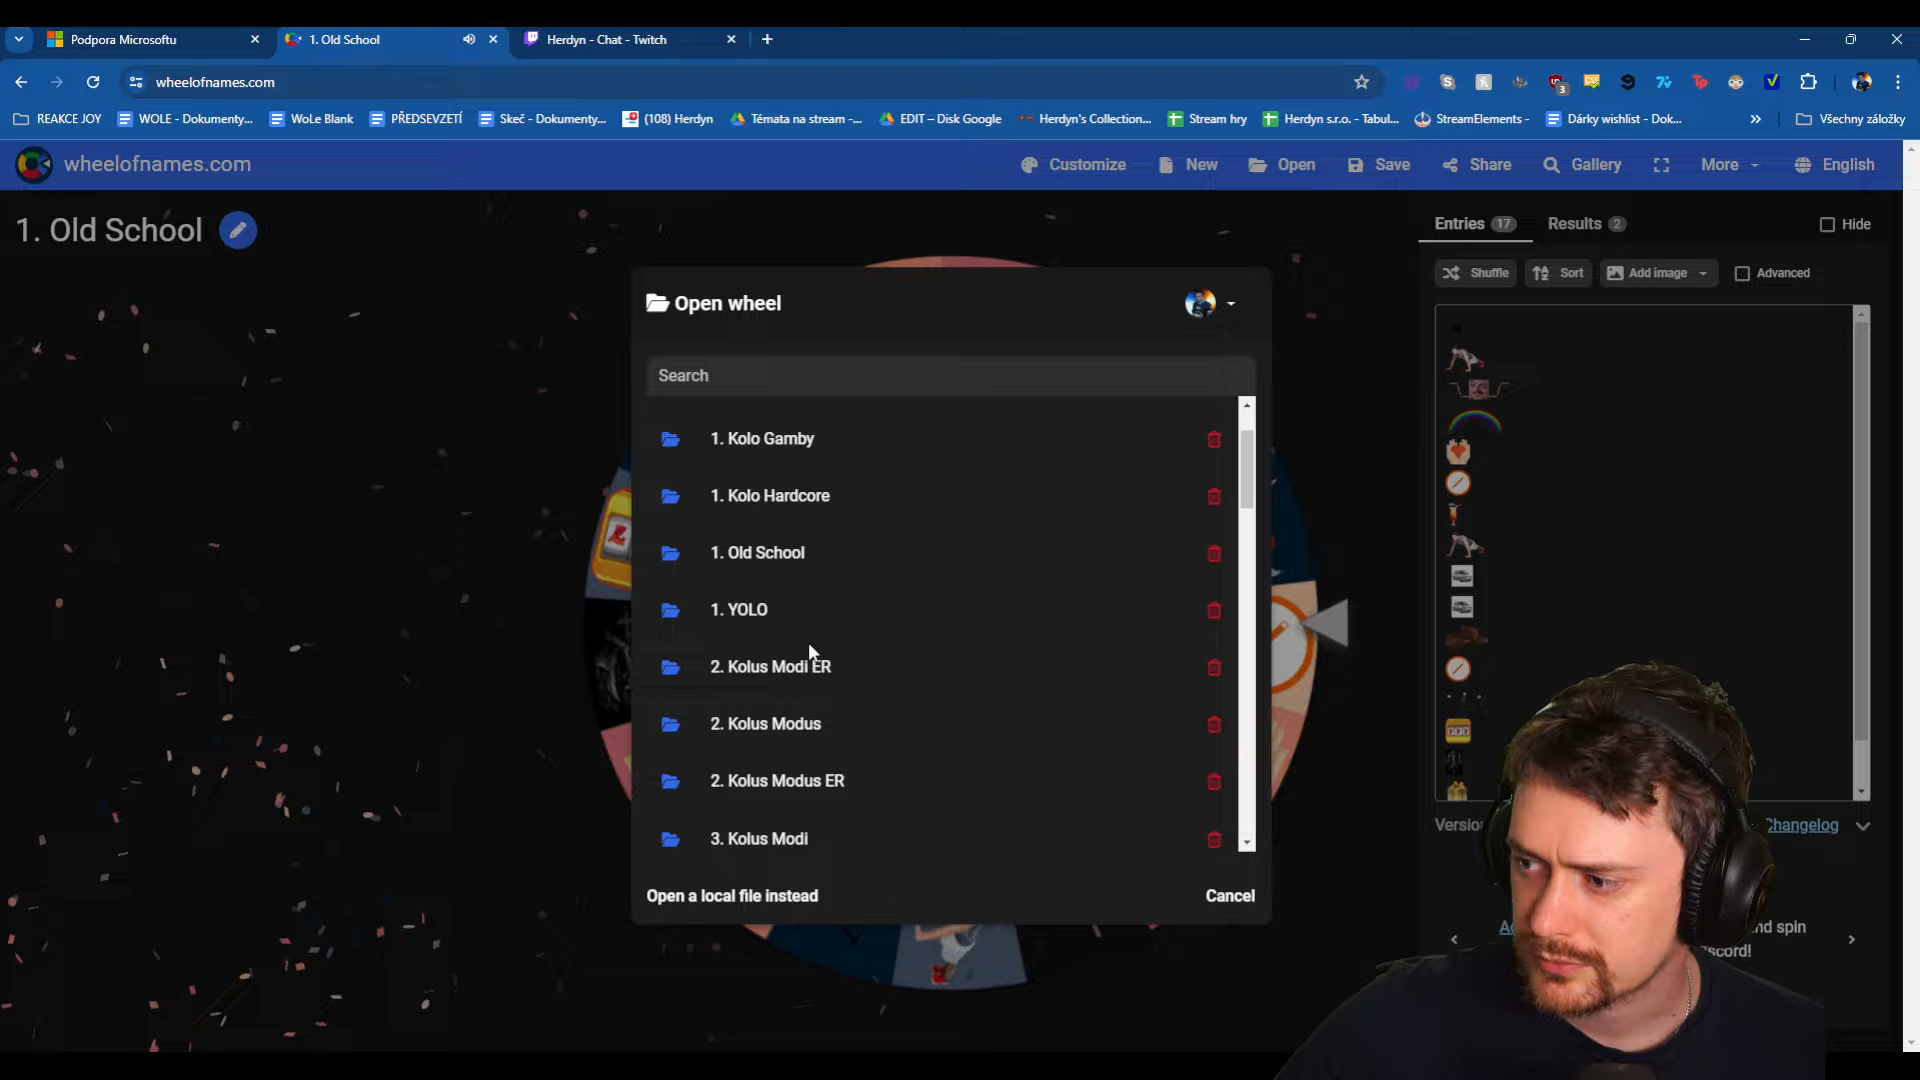 Podpora Microsoftu
1. Old School
Herdyn - Chat - Twitch
wheelofnames.com
3
REAKCE JOY
WOLE - Dokumenty...
WoLe Blank
PŘEDSEVZETÍ
Skeč - Dokumenty...
(108) Herdyn
Témata na stream -...
EDIT – Disk Google
Herdyn's Collection...
Stream hry
Herdyn s.r.o. - Tabul...
StreamElements -
Dárky wishlist - Dok...
Všechny záložky
wheelofnames.com
Customize
New
Open
Save
Share
Gallery
More
English
1. Old School
Entries 17
Results 2
Hide
Shuffle
Sort
Add image
Advanced
Open wheel
Search
1. Kolo Gamby
1. Kolo Hardcore
1. Old School
1. YOLO
2. Kolus Modi ER
2. Kolus Modus
2. Kolus Modus ER
3. Kolus Modi
Open a local file instead
Cancel
Changelog
nd spin
scord!